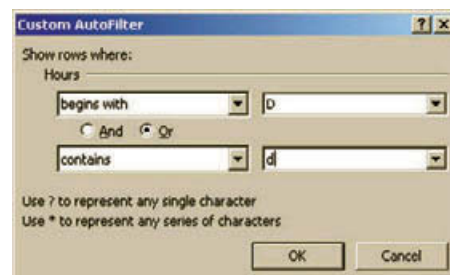 Custom AutoFilter
Show rows where:
Hours
begins with D
And Or
contains d
Use ? to represent any single character
Use * to represent any series of characters
OK Cancel